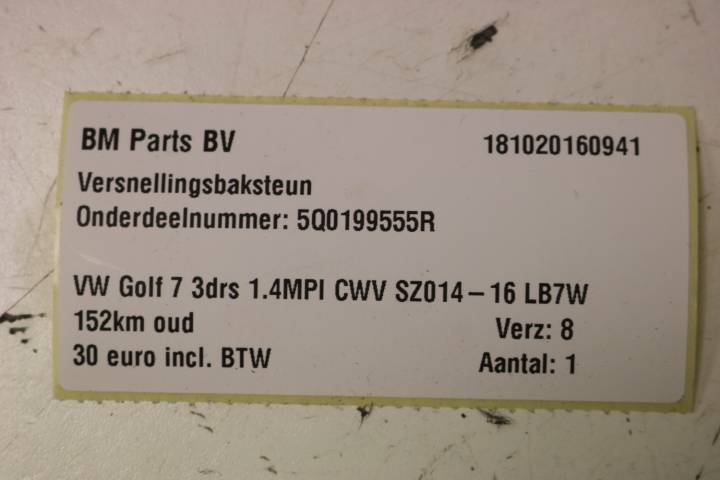 BM Parts BV 181020160941
Versnellingsbaksteun
Onderdeelnummer: 5Q0199555R
VW Golf 7 3drs 1.4MPI CWV SZ014-16 LB7W
152km oud Verz: 8
30 euro incl. BTW Aantal: 1